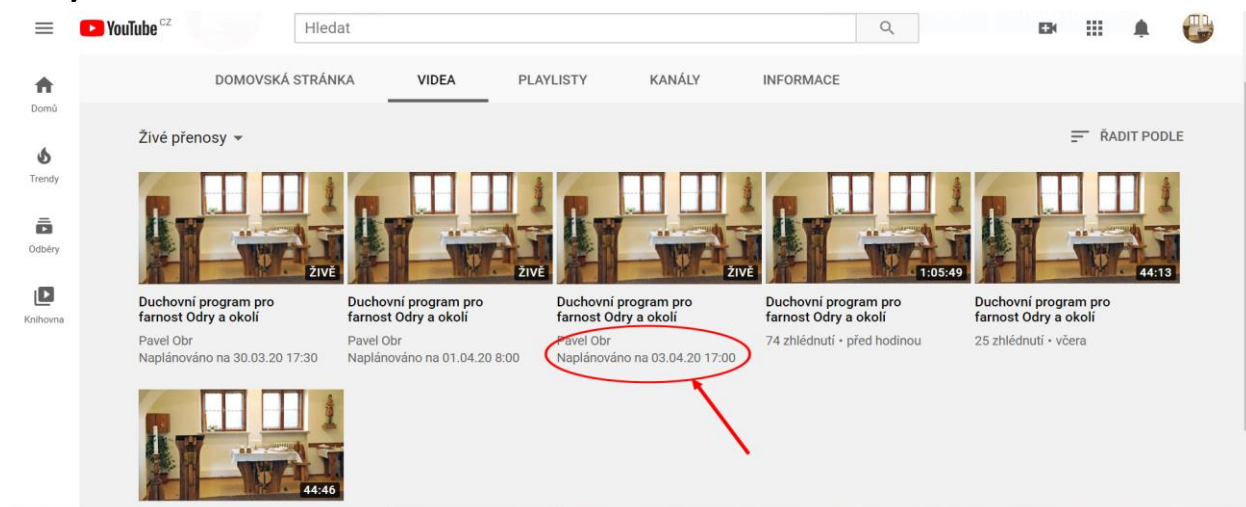 YouTube CZ
Hledat
DOMOVSKÁ STRÁNKA VIDEA PLAYLISTY KANÁLY INFORMACE
Domů
Trendy
Odběry
Knihovna
Živé přenosy
ŘADIT PODLE
ŽIVĚ
Duchovní program pro
farnost Odry a okolí
Pavel Obr
Naplánováno na 30.03.20 17:30
ŽIVĚ
Duchovní program pro
farnost Odry a okolí
Pavel Obr
Naplánováno na 01.04.20 8:00
ŽIVĚ
Duchovní program pro
farnost Odry a okolí
Pavel Obr
Naplánováno na 03.04.20 17:00
1:05:49
Duchovní program pro
farnost Odry a okolí
74 zhlédnutí • před hodinou
44:13
Duchovní program pro
farnost Odry a okolí
25 zhlédnutí • včera
44:46